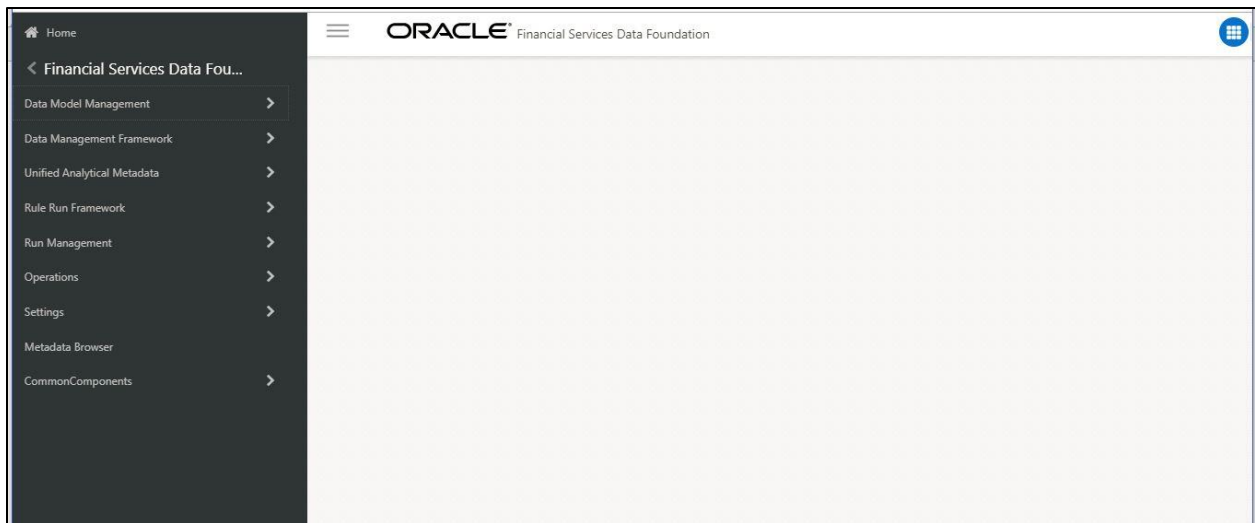 Home
ORACLE® Financial Services Data Foundation
Financial Services Data Fou...
Data Model Management
Data Management Framework
Unified Analytical Metadata
Rule Run Framework
Run Management
Operations
Settings
Metadata Browser
CommonComponents